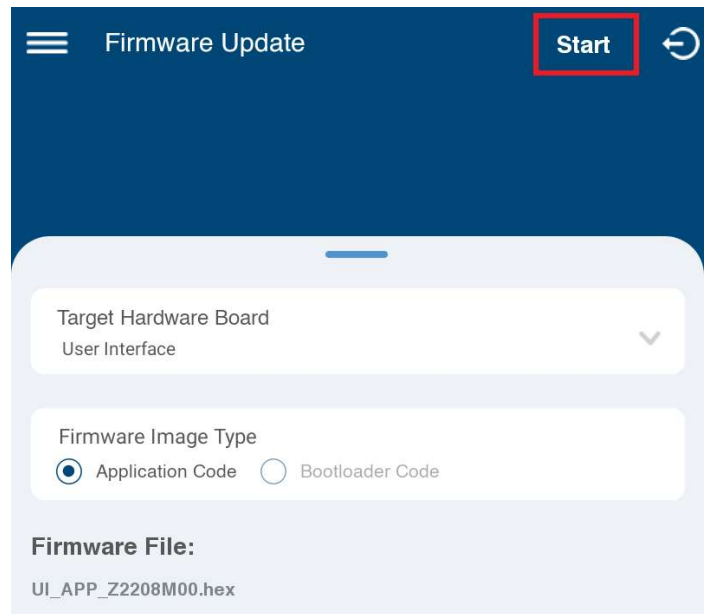 Firmware Update
Start
Target Hardware Board
User Interface
Firmware Image Type
Application Code
Bootloader Code
Firmware File:
UI_APP_Z2208M00.hex